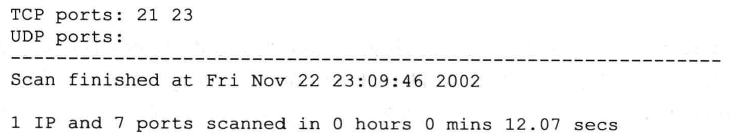 TCP ports: 21 23
UDP ports:
--------------------------------------------------------------
Scan finished at Fri Nov 22 23:09:46 2002
1 IP and 7 ports scanned in 0 hours 0 mins 12.07 secs